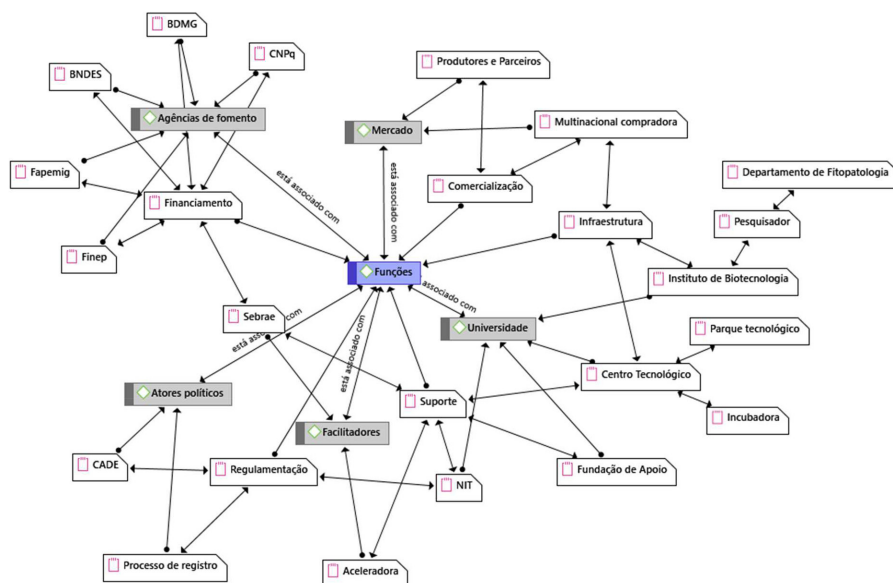 BDMG
CNPq
BNDES
Produtores e Parceiros
Agências de fomento
Mercado
Multinacional compradora
está associado com
está associado com
Fapemig
Financiamento
Comercialização
Departamento de Fitopatologia
Infraestrutura
Pesquisador
Finep
Funções
Instituto de Biotecnologia
associado com
Sebrae
Universidade
Parque tecnológico
está associado com
está associado com
Centro Tecnológico
Atores políticos
Suporte
Incubadora
Facilitadores
CADE
Regulamentação
NIT
Fundação de Apoio
Processo de registro
Aceleradora